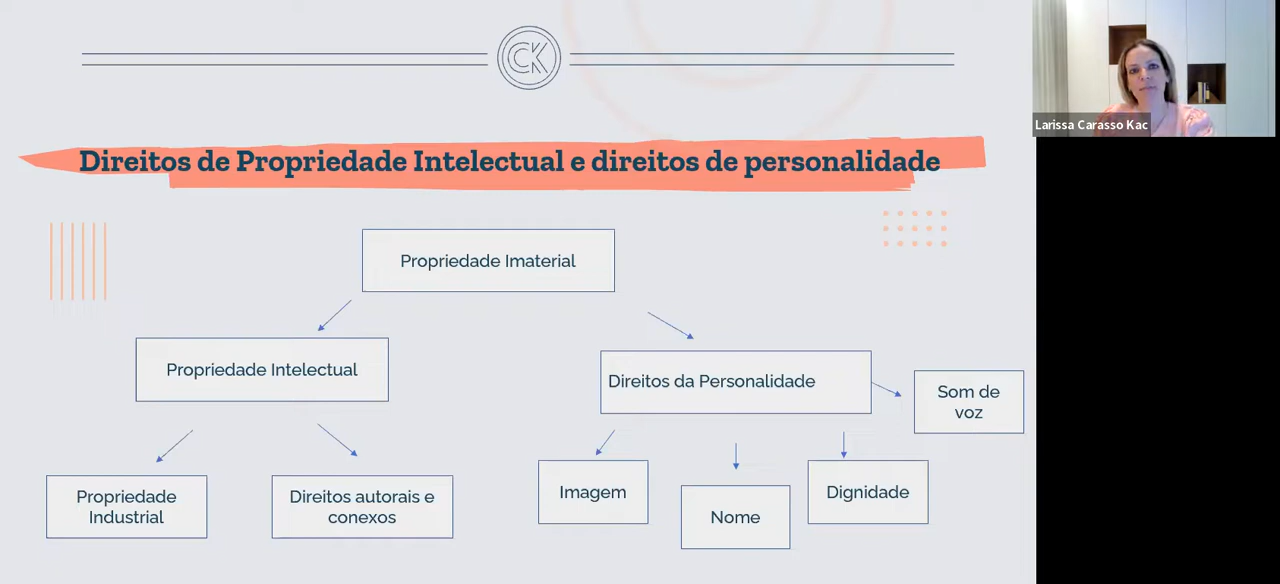 CK
Larissa Carasso Kac
Direitos de Propriedade Intelectual e direitos de personalidade
Propriedade Imaterial
Propriedade Intelectual
Direitos da Personalidade
Som de
voz
Propriedade
Industrial
Direitos autorais e
conexos
Imagem
Nome
Dignidade